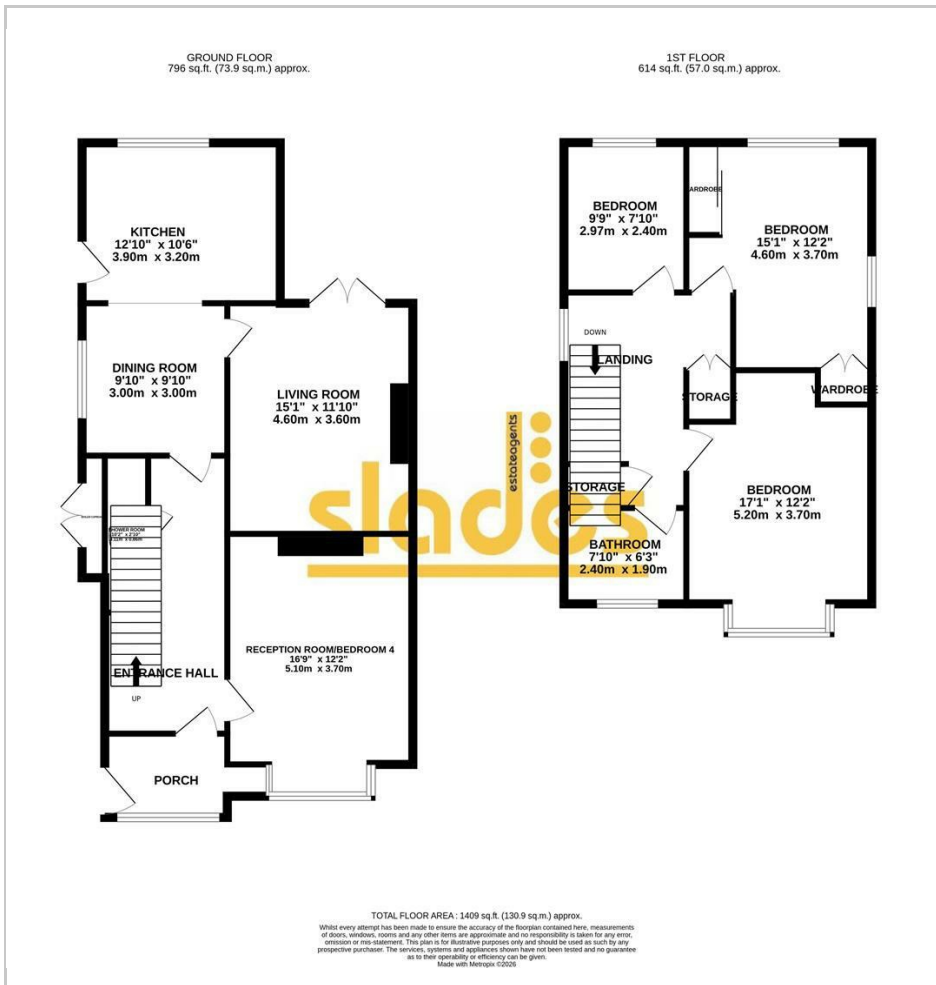 GROUND FLOOR
796 sq.ft. (73.9 sq.m.) approx.
1ST FLOOR
614 sq.ft. (57.0 sq.m.) approx.
KITCHEN
12'10" x 10'6"
3.90m x 3.20m
DINING ROOM
9'10" x 9'10"
3.00m x 3.00m
LIVING ROOM
15'1" x 11'10"
4.60m x 3.60m
SHOWER ROOM
ENTRANCE HALL
UP
RECEPTION ROOM/BEDROOM 4
16'9" x 12'2"
5.10m x 3.70m
PORCH
BEDROOM
9'9" x 7'10"
2.97m x 2.40m
ARDROBE
BEDROOM
15'1" x 12'2"
4.60m x 3.70m
DOWN
LANDING
STORAGE
WARDROBE
STORAGE
BEDROOM
17'1" x 12'2"
5.20m x 3.70m
BATHROOM
7'10" x 6'3"
2.40m x 1.90m
slades
estateagents
TOTAL FLOOR AREA : 1409 sq.ft. (130.9 sq.m.) approx.
Whilst every attempt has been made to ensure the accuracy of the floorplan contained here, measurements
of doors, windows, rooms and any other items are approximate and no responsibility is taken for any error,
omission or mis-statement. This plan is for illustrative purposes only and should be used as such by any
prospective purchaser. The services, systems and appliances shown have not been tested and no guarantee
as to their operability or efficiency can be given.
Made with Metropix ©2026